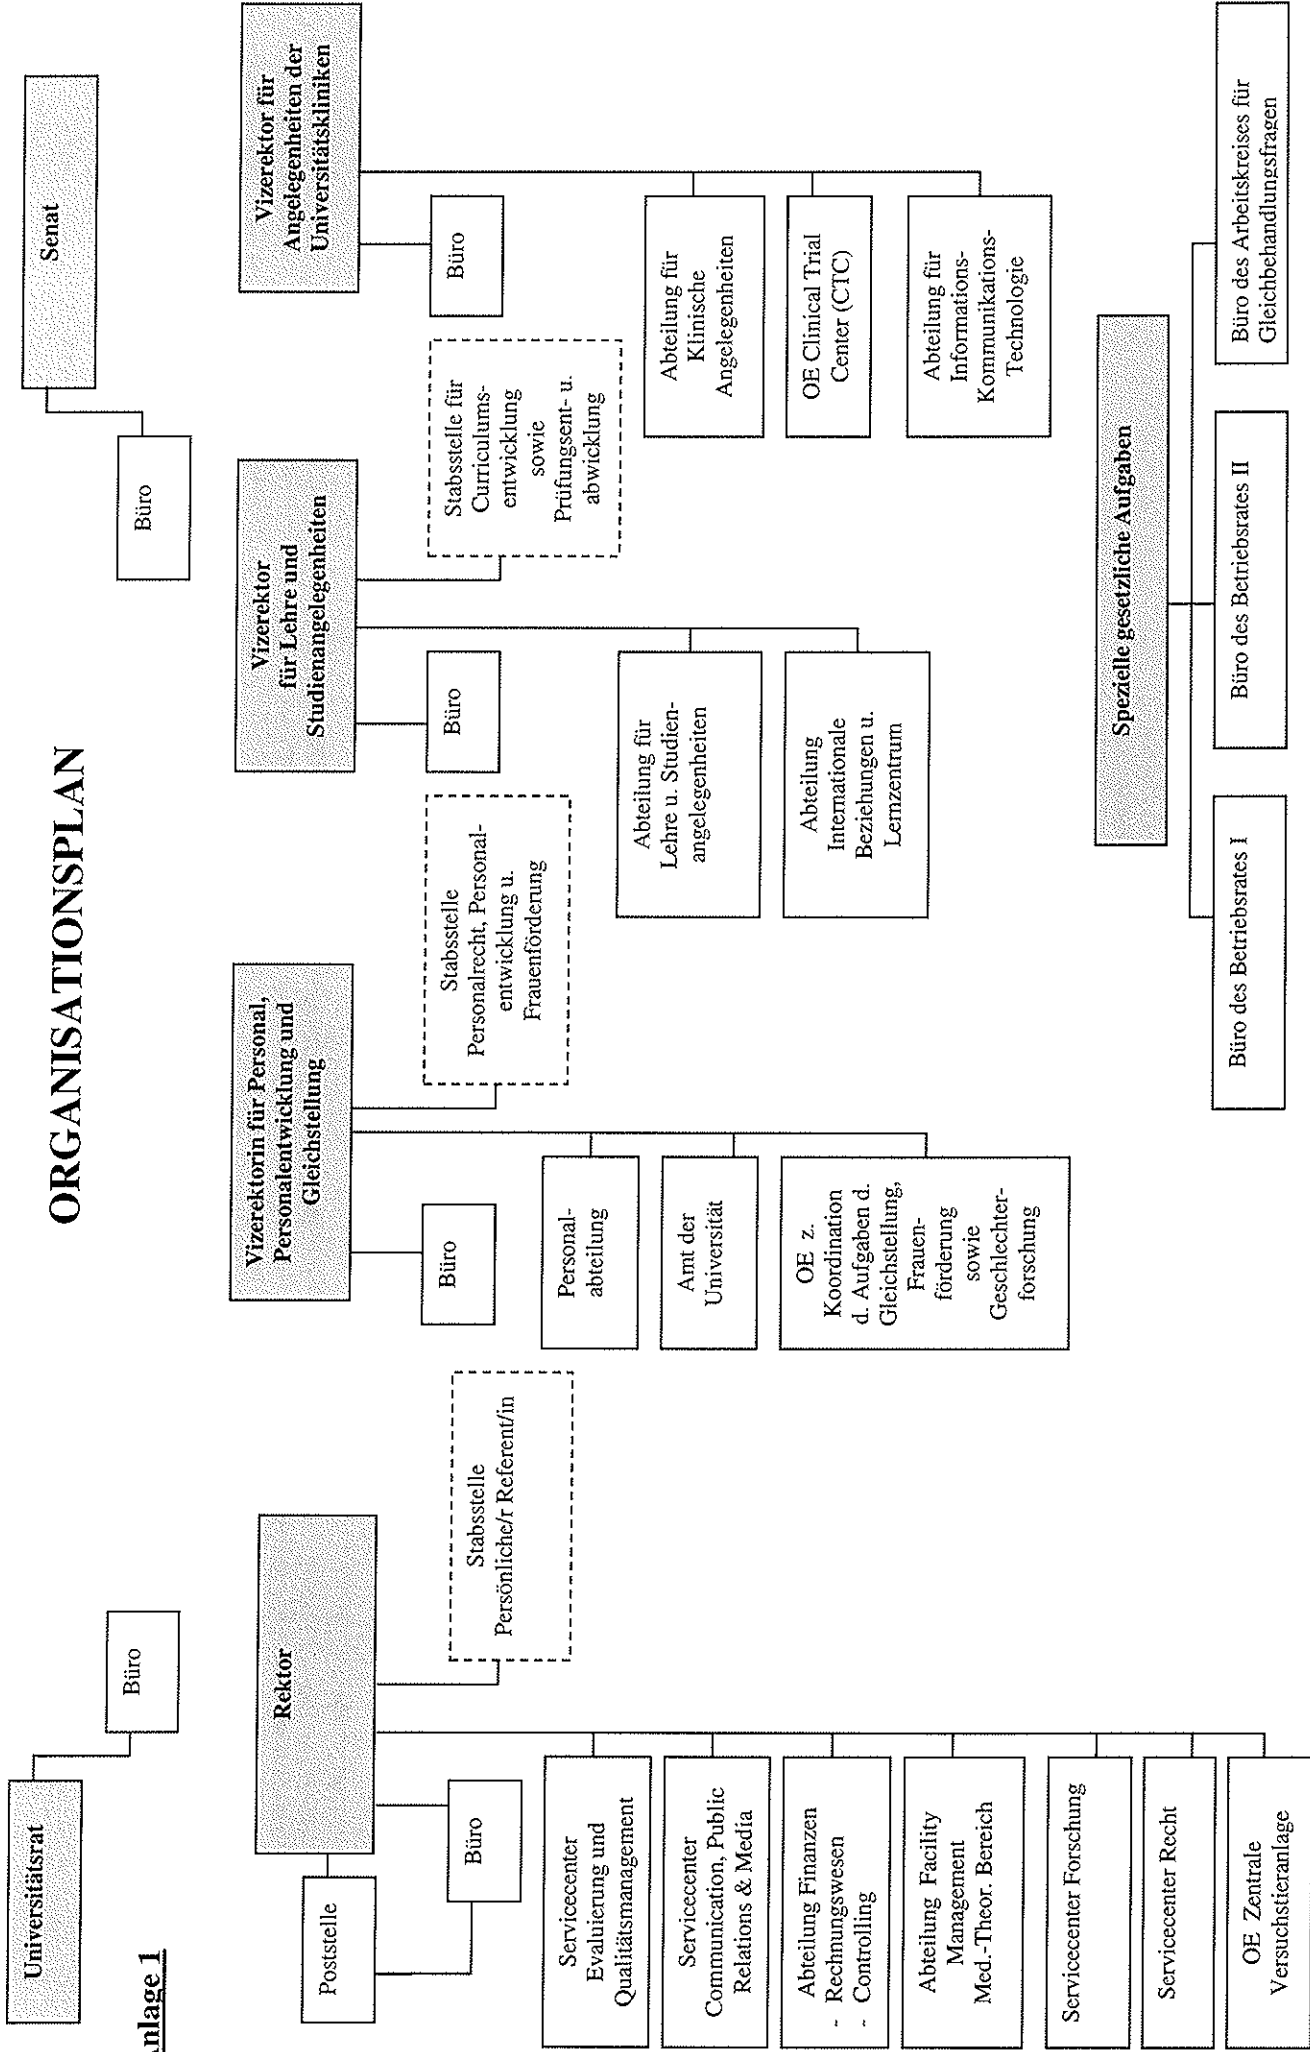 Anlage 1
ORGANISATIONSPLAN
Universitätsrat
Büro
Senat
Büro
Rektor
Poststelle
Büro
Stabsstelle
Persönliche/r Referent/in
Servicecenter
Evaluierung und
Qualitätsmanagement
Servicecenter
Communication, Public
Relations & Media
Abteilung Finanzen
- Rechnungswesen
- Controlling
Abteilung Facility
Management
Med.-Theor. Bereich
Servicecenter Forschung
Servicecenter Recht
OE Zentrale
Versuchstieranlage
Vizerektorin für Personal,
Personalentwicklung und
Gleichstellung
Büro
Stabsstelle
Personalrecht, Personal-
entwicklung u.
Frauenförderung
Personal-
abteilung
Amt der
Universität
OE z.
Koordination
d. Aufgaben d.
Gleichstellung,
Frauen-
förderung
sowie
Geschlechter-
forschung
Vizerektor
für Lehre und
Studienangelegenheiten
Büro
Stabsstelle für
Curriculums-
entwicklung
sowie
Prüfungsent- u.
abwicklung
Abteilung für
Lehre u. Studien-
angelegenheiten
Abteilung
Internationale
Beziehungen u.
Lernzentrum
Vizerektor für
Angelegenheiten der
Universitätskliniken
Büro
Abteilung für
Klinische
Angelegenheiten
OE Clinical Trial
Center (CTC)
Abteilung für
Informations-
Kommunikations-
Technologie
Spezielle gesetzliche Aufgaben
Büro des Betriebsrates I
Büro des Betriebsrates II
Büro des Arbeitskreises für
Gleichbehandlungsfragen